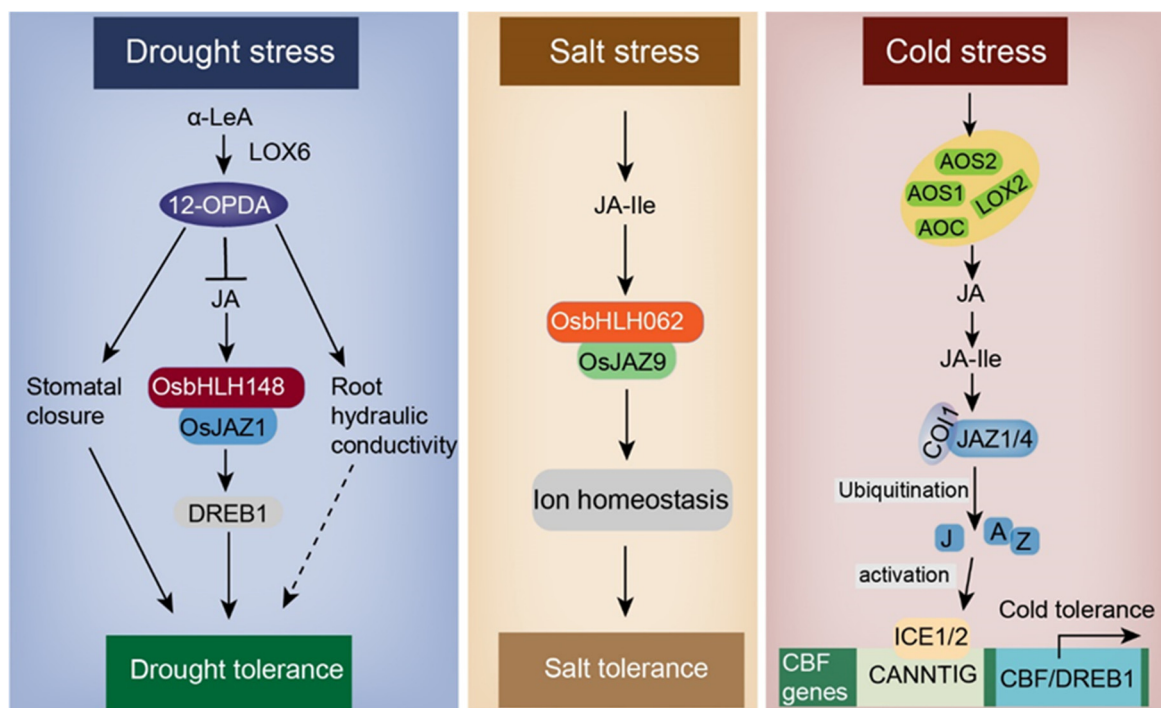 Drought stress
α-LeA
LOX6
12-OPDA
JA
Stomatal
closure
OsbHLH148
OsJAZ1
Root
hydraulic
conductivity
DREB1
Drought tolerance
Salt stress
JA-Ile
OsbHLH062
OsJAZ9
Ion homeostasis
Salt tolerance
Cold stress
AOS2
AOS1
LOX2
AOC
JA
JA-Ile
COI1
JAZ1/4
Ubiquitination
J
A
Z
activation
Cold tolerance
ICE1/2
CBF
genes
CANNTIG
CBF/DREB1